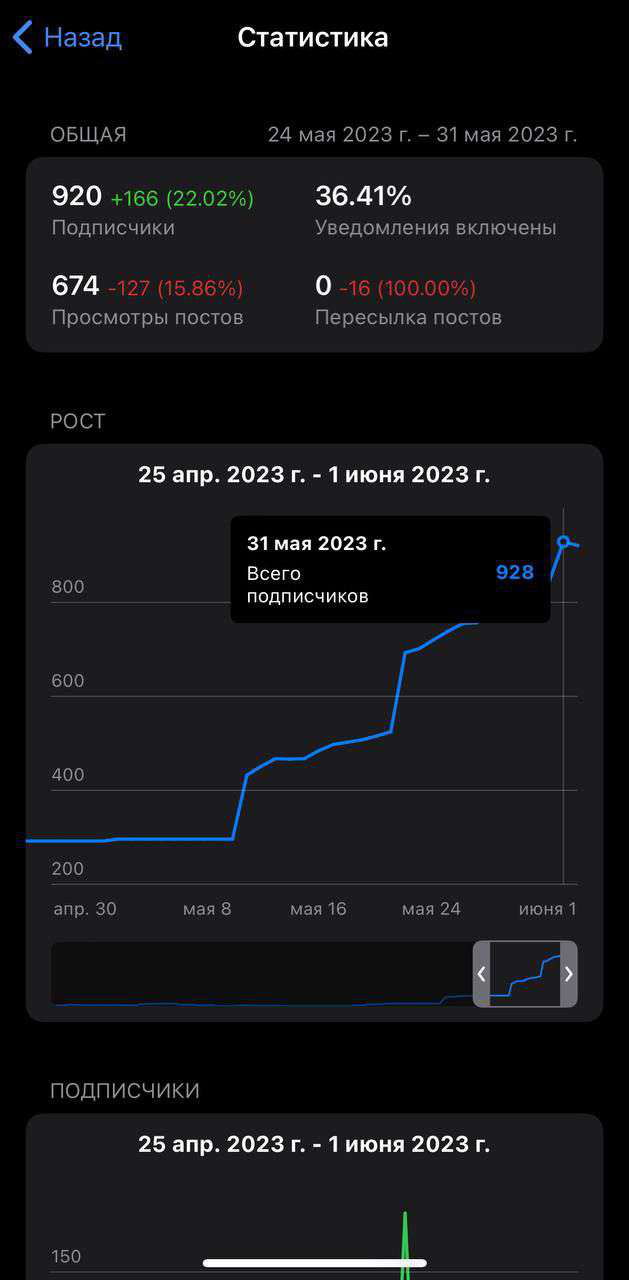 Назад
Статистика
ОБЩАЯ 24 мая 2023 г. – 31 мая 2023 г.
920 +166 (22.02%) 36.41%
Подписчики Уведомления включены
674 -127 (15.86%) 0 -16 (100.00%)
Просмотры постов Пересылка постов
РОСТ
25 апр. 2023 г. - 1 июня 2023 г.
31 мая 2023 г.
Всего 928
подписчиков
800
600
400
200
апр. 30 мая 8 мая 16 мая 24 июня 1
ПОДПИСЧИКИ
25 апр. 2023 г. - 1 июня 2023 г.
150